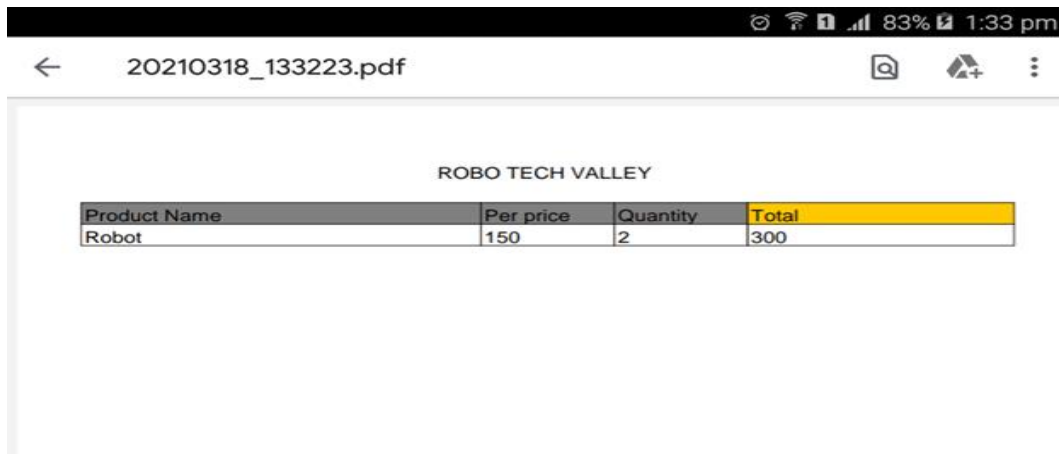 1 83% 1:33 pm
20210318_133223.pdf
ROBO TECH VALLEY
Product Name Per price Quantity Total
Robot 150 2 300